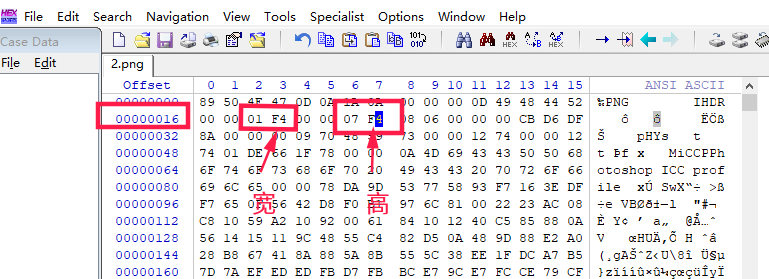 File Edit Search Navigation View Tools Specialist Options Window Help
Case Data
File Edit
2.png
Offset 0 1 2 3 4 5 6 7 8 9 10 11 12 13 14 15 ANSI ASCII
00000000 89 50 4E 47 0D 0A 1A 0A 00 00 00 0D 49 48 44 52 ‰PNG IHDR
00000016 00 00 01 F4 00 00 07 F4 08 06 00 00 00 CB D6 DF ô ô ËÖß
00000032 8A 00 00 00 09 70 48 59 73 00 00 12 74 00 00 12 Š pHYs t
00000048 74 01 DE 66 1F 78 00 00 0A 4D 69 43 43 50 50 68 t Þf x MiCCPPh
00000064 6F 74 6F 73 68 6F 70 20 49 43 43 20 70 72 6F 66 otoshop ICC prof
00000080 69 6C 65 00 00 78 DA 9D 53 77 58 93 F7 16 3E DF ile xÚ SwX“÷ >ß
00000096 F7 65 0F 56 42 D8 F0 B1 97 6C 81 00 22 23 AC 08
宽
高
00000112 C8 10 59 A2 10 92 00 61 84 10 12 40 C5 85 88 0A
00000128 56 14 15 11 9C 48 55 C4 82 D5 0A 48 9D 88 E2 A0
00000144 28 B8 67 41 8A 88 5A 8B 55 5C 38 EE 1F DC A7 B5
00000160 7D 7A EF ED ED FB D7 FB BC E7 9C E7 FC CE 79 CF